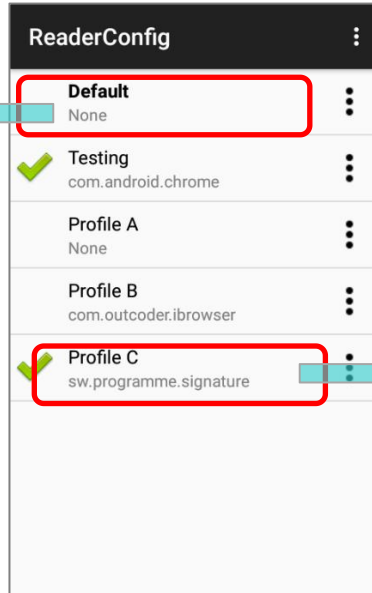 ReaderConfig
Default
None
Testing
com.android.chrome
Profile A
None
Profile B
com.outcoder.ibrowser
Profile C
sw.programme.signature